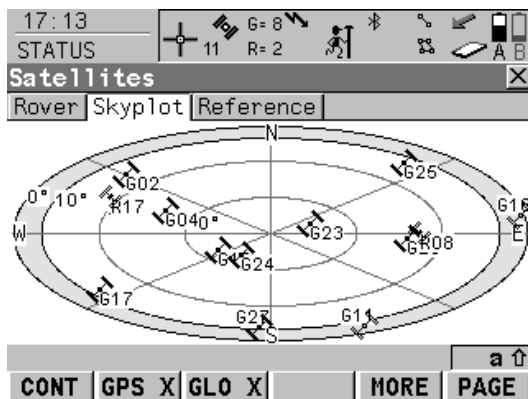 17:13
STATUS
11
G= 8
R= 2
A B
Satellites
Rover Skyplot Reference
N
G02
G25
0° 10°
R17
G04
G16
W
G23
R08
E
G24
G17
G27
G11
S
a
CONT GPS X GLO X MORE PAGE